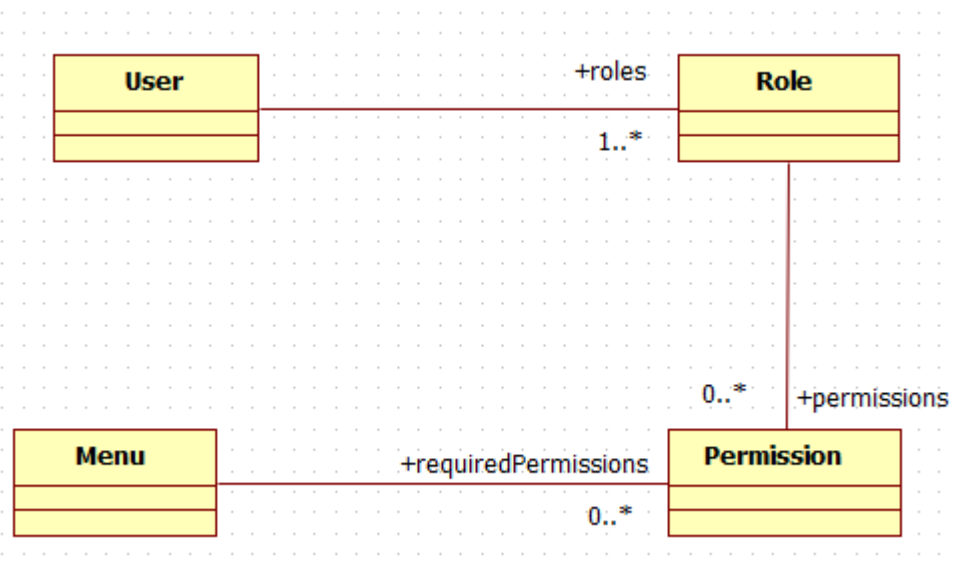 User
+roles
Role
1..*
0..*
+permissions
Menu
+requiredPermissions
Permission
0..*